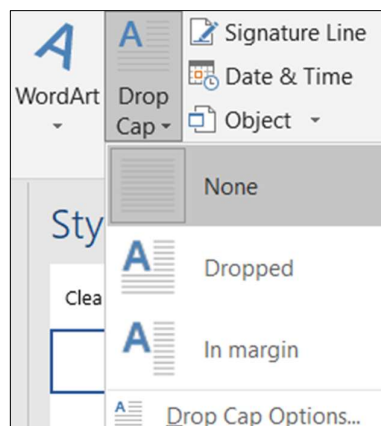 WordArt
Drop
Cap
Signature Line
Date & Time
Object
None
Sty
Dropped
Clea
In margin
Drop Cap Options...